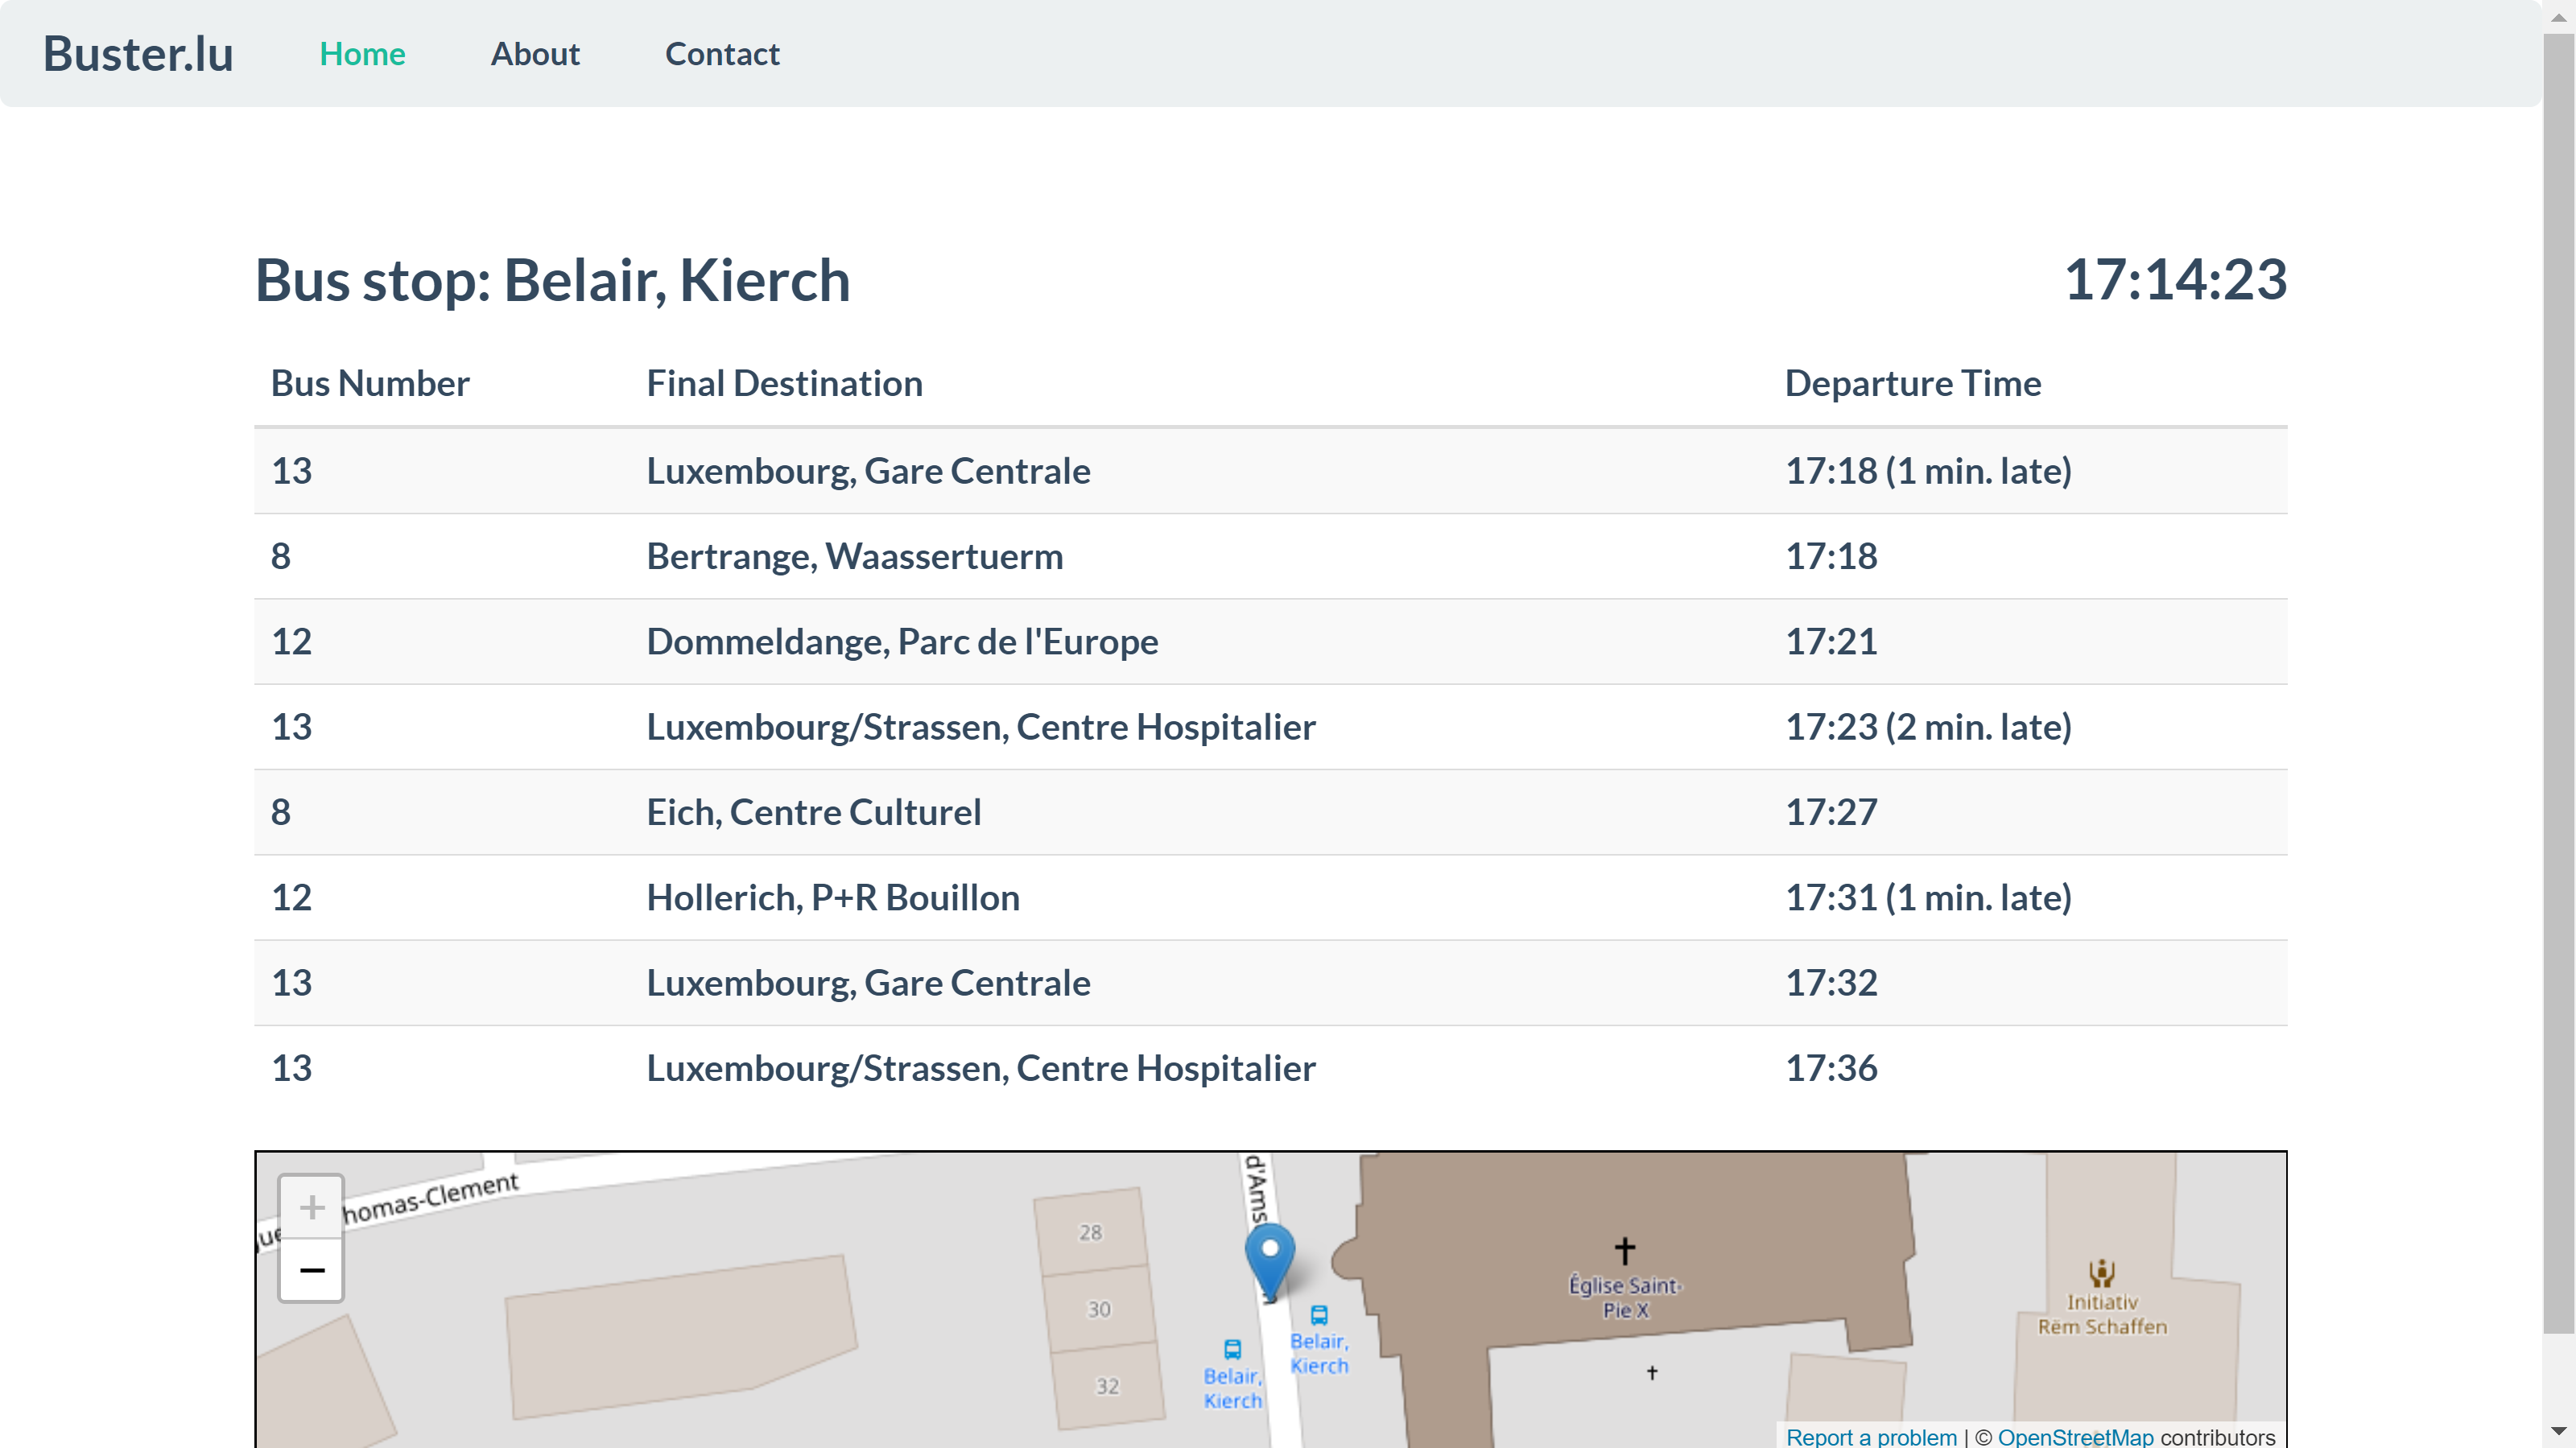 Buster.lu Home About Contact
Bus stop: Belair, Kierch 17:14:23
Bus Number Final Destination Departure Time
13 Luxembourg, Gare Centrale 17:18 (1 min. late)
8 Bertrange, Waassertuerm 17:18
12 Dommeldange, Parc de l'Europe 17:21
13 Luxembourg/Strassen, Centre Hospitalier 17:23 (2 min. late)
8 Eich, Centre Culturel 17:27
12 Hollerich, P+R Bouillon 17:31 (1 min. late)
13 Luxembourg, Gare Centrale 17:32
13 Luxembourg/Strassen, Centre Hospitalier 17:36
+
−
homas-Clement
d'Ams
28
30
32
Belair,
Kierch
Belair,
Kierch
Église Saint-
Pie X
Initiativ
Rëm Schaffen
Report a problem | © OpenStreetMap contributors